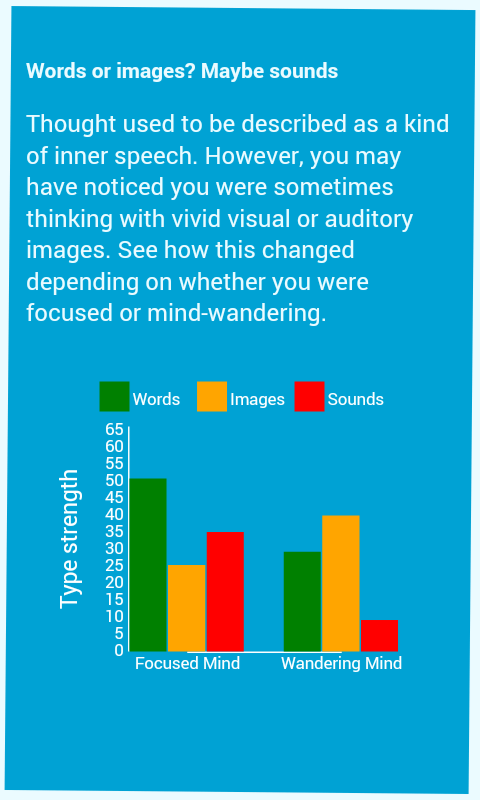 Words or images? Maybe sounds
Thought used to be described as a kind
of inner speech. However, you may
have noticed you were sometimes
thinking with vivid visual or auditory
images. See how this changed
depending on whether you were
focused or mind-wandering.
Words Images Sounds
Type strength
65
60
55
50
45
40
35
30
25
20
15
10
5
0
Focused Mind Wandering Mind